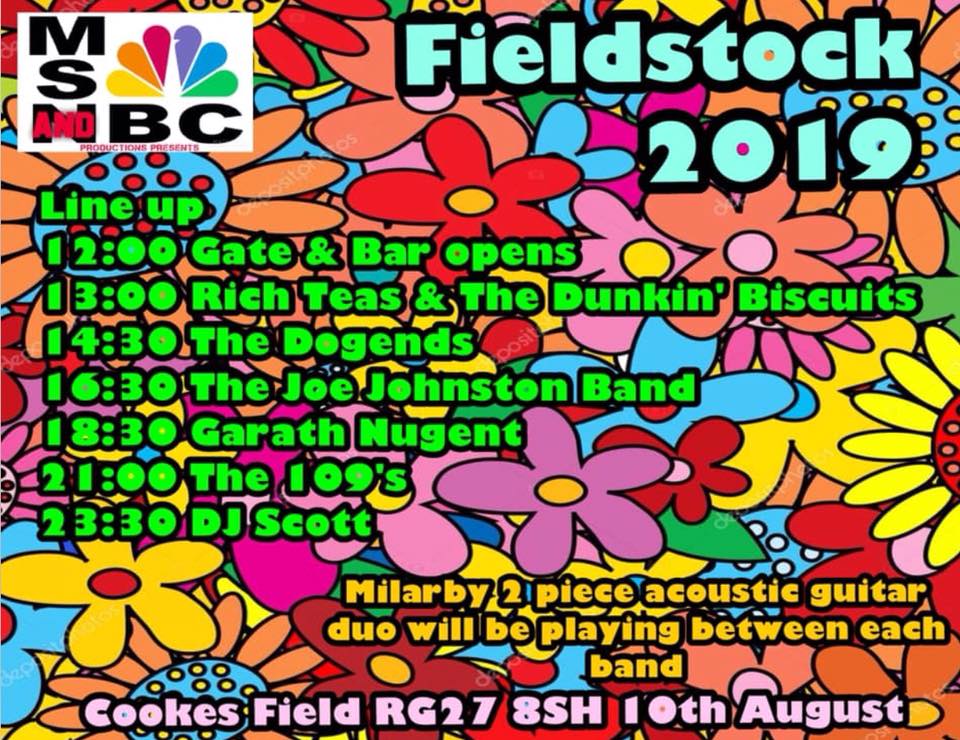 M
S
AND
N BC
PRODUCTIONS PRESENTS
Fieldstock
2019
Line up
12:00 Gate & Bar opens
13:00 Rich Teas & The Dunkin' Biscuits
14:30 The Dogends
16:30 The Joe Johnston Band
18:30 Garath Nugent
21:00 The 109's
23:30 DJ Scott
Milarby 2 piece acoustic guitar
duo will be playing between each
band
Cookes Field RG27 8SH 10th August
depositphotos